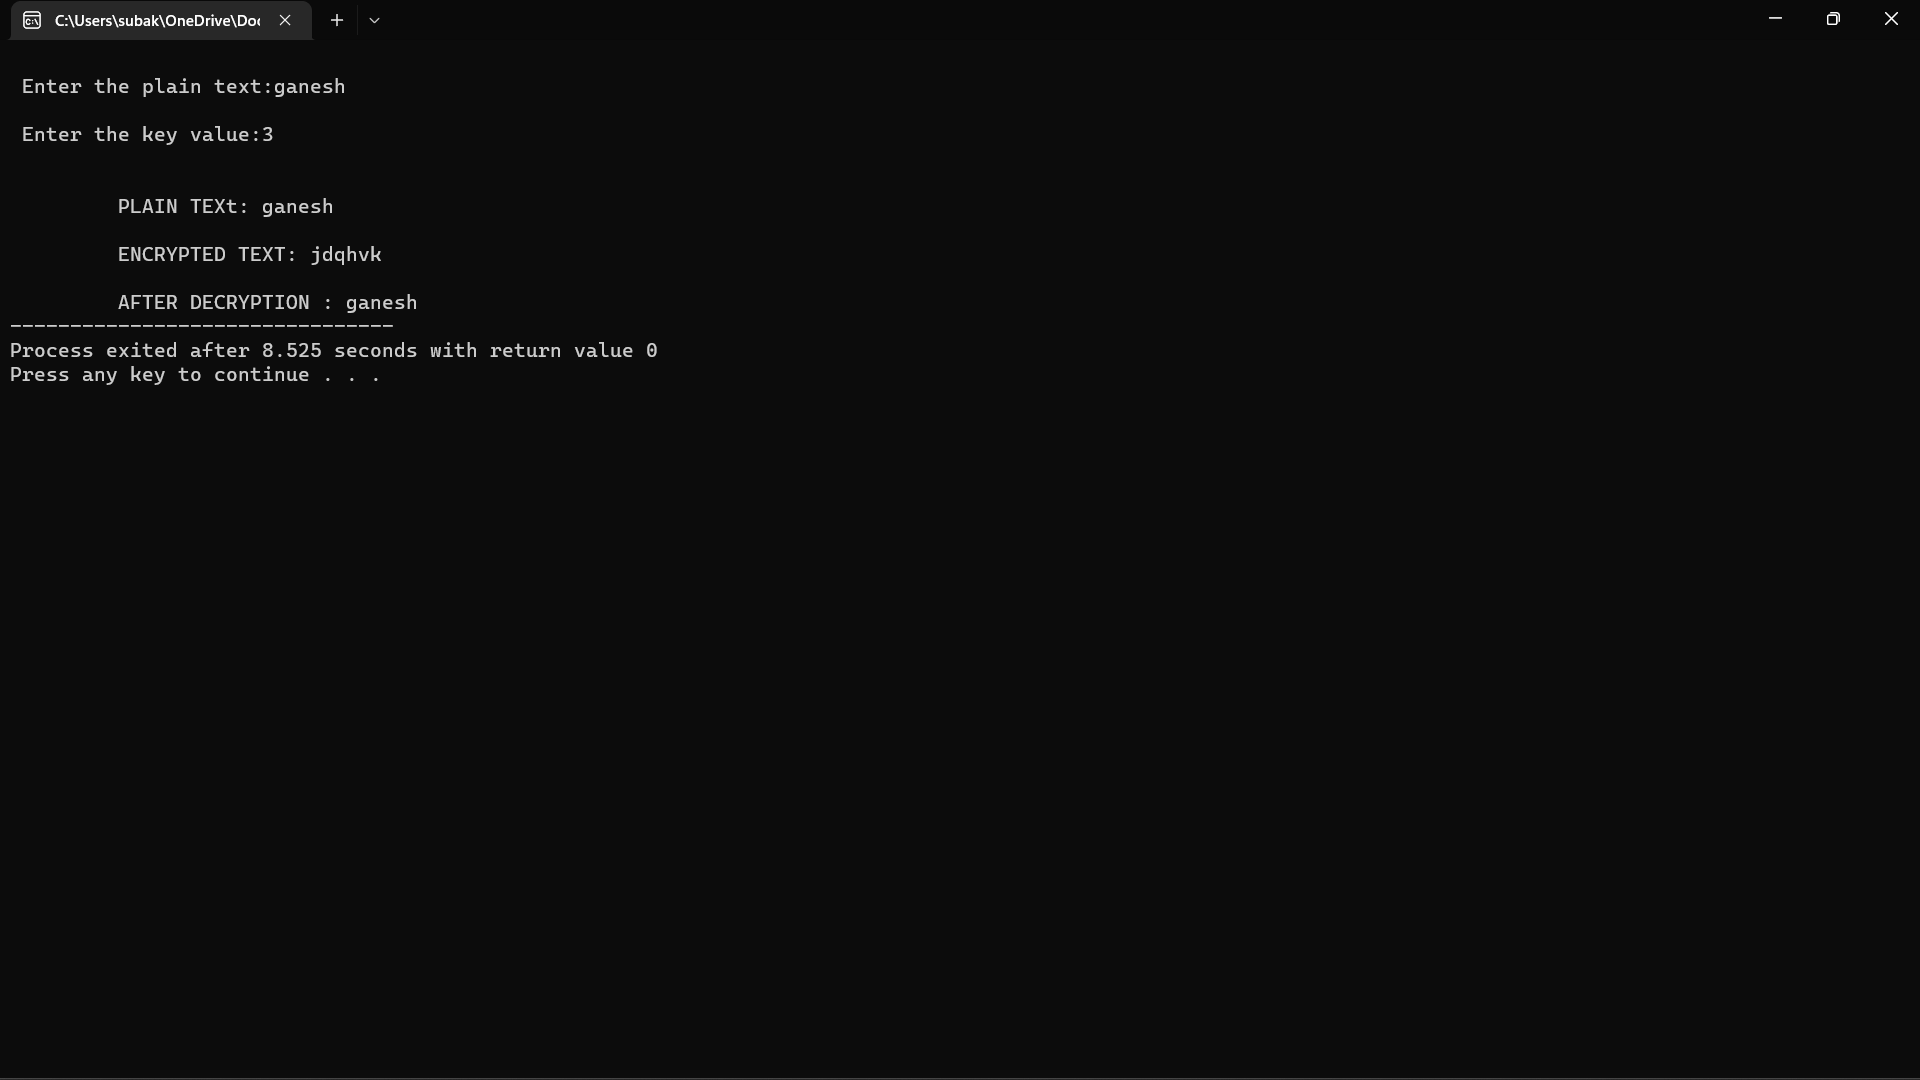 C:\Users\subak\OneDrive\Doc
Enter the plain text:ganesh
Enter the key value:3
PLAIN TEXt: ganesh
ENCRYPTED TEXT: jdqhvk
AFTER DECRYPTION : ganesh
--------------------------------
Process exited after 8.525 seconds with return value 0
Press any key to continue . . .